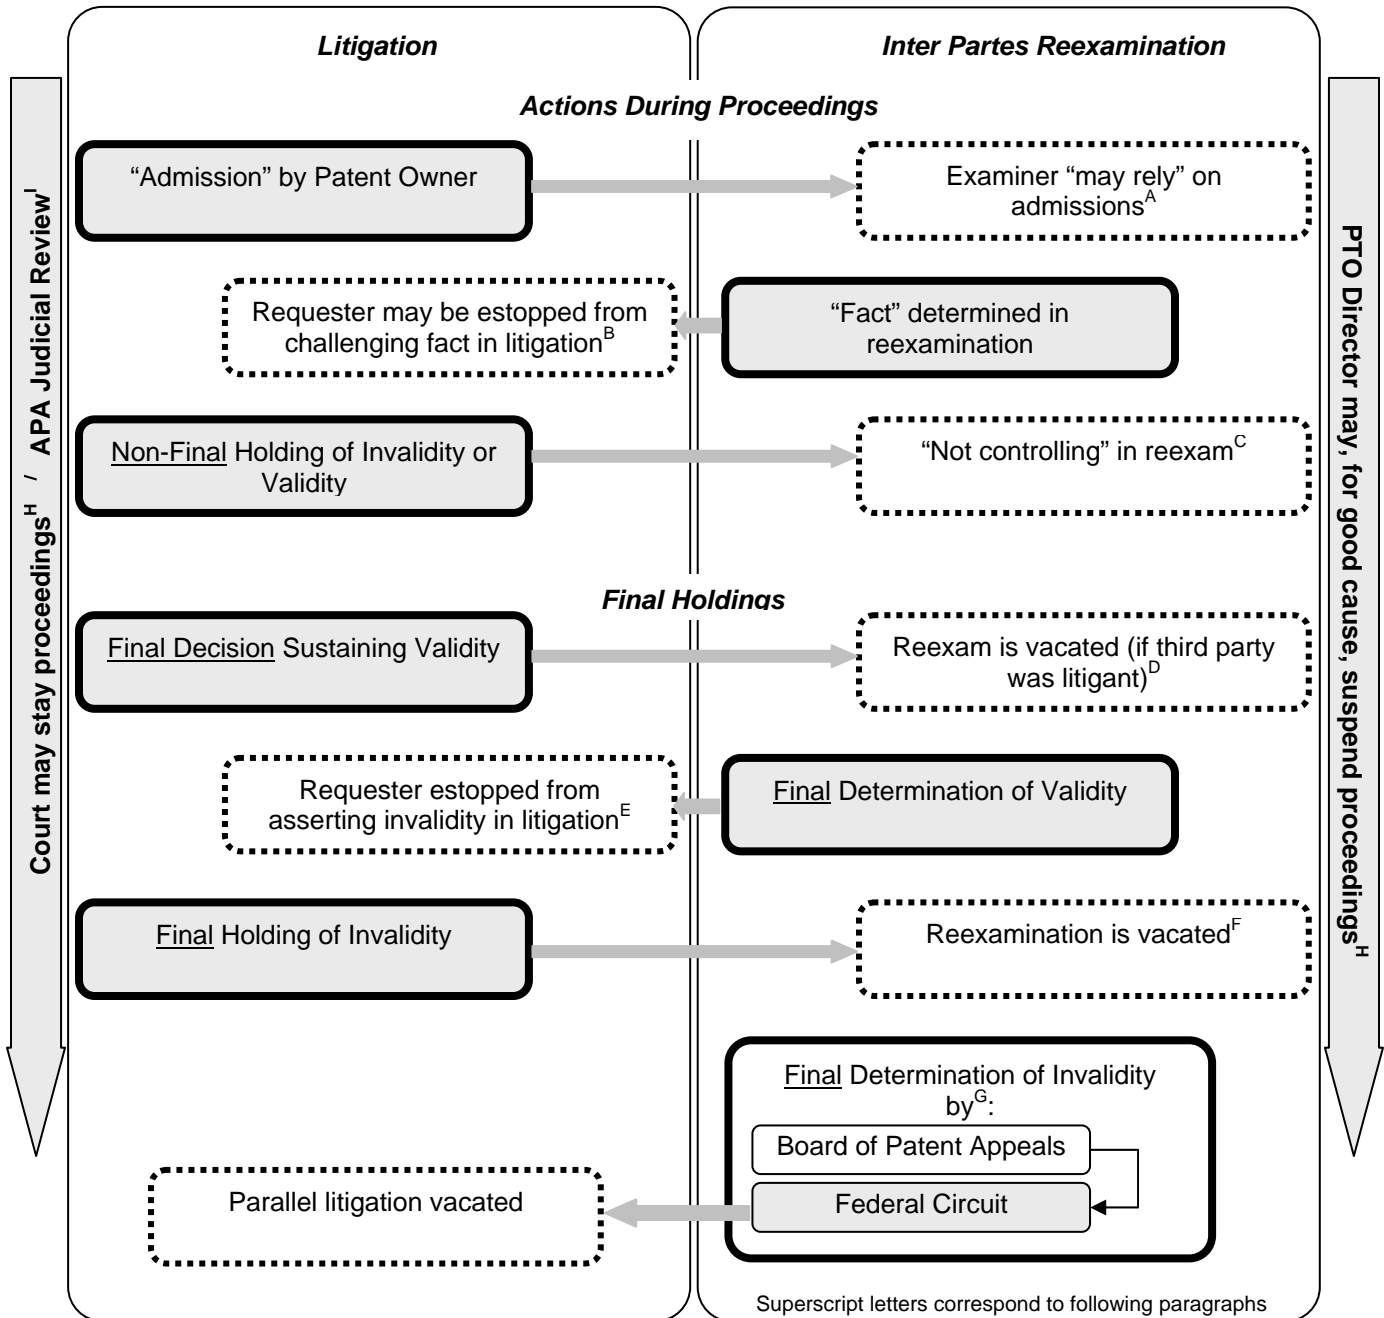 Litigation
Inter Partes Reexamination
Actions During Proceedings
“Admission” by Patent Owner
Examiner “may rely” on
admissionsA
Requester may be estopped from
challenging fact in litigationB
“Fact” determined in
reexamination
Non-Final Holding of Invalidity or
Validity
“Not controlling” in reexamC
Final Holdings
Final Decision Sustaining Validity
Reexam is vacated (if third party
was litigant)D
Requester estopped from
asserting invalidity in litigationE
Final Determination of Validity
Final Holding of Invalidity
Reexamination is vacatedF
Final Determination of Invalidity
byG:
Board of Patent Appeals
Federal Circuit
Parallel litigation vacated
Superscript letters correspond to following paragraphs
Court may stay proceedingsH / APA Judicial ReviewI
PTO Director may, for good cause, suspend proceedingsH